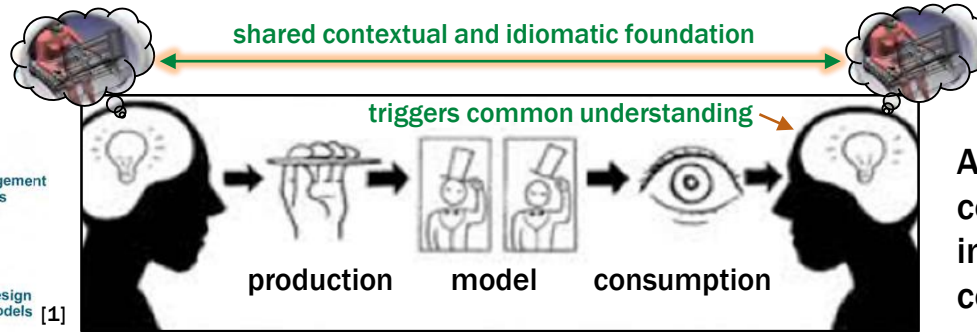 shared contextual and idiomatic foundation
triggers common understanding
production model consumption
[1]